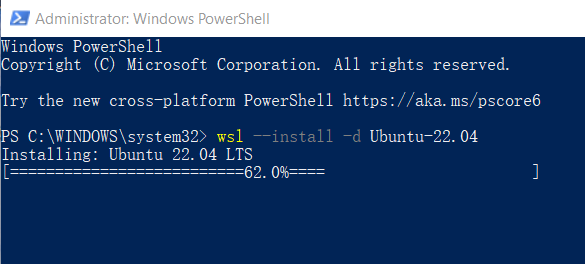 Administrator: Windows PowerShell
Windows PowerShell
Copyright (C) Microsoft Corporation. All rights reserved.
Try the new cross-platform PowerShell https://aka.ms/pscore6
PS C:\WINDOWS\system32> wsl --install -d Ubuntu-22.04
Installing: Ubuntu 22.04 LTS
[==========================62.0%====                       ]